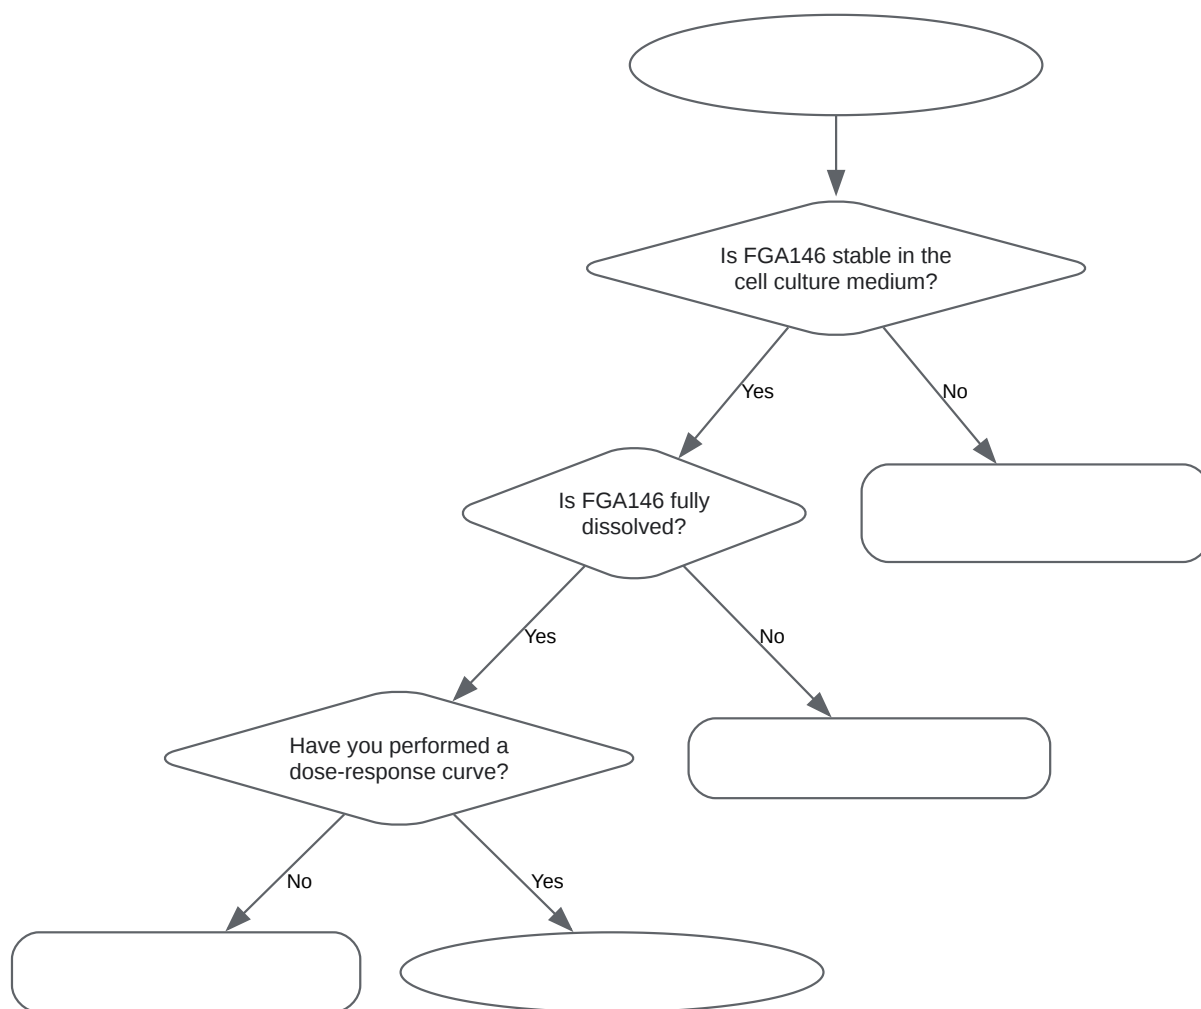 Is FGA146 stable in the
cell culture medium?
Yes
No
Is FGA146 fully
dissolved?
Yes
No
Have you performed a
dose-response curve?
No
Yes